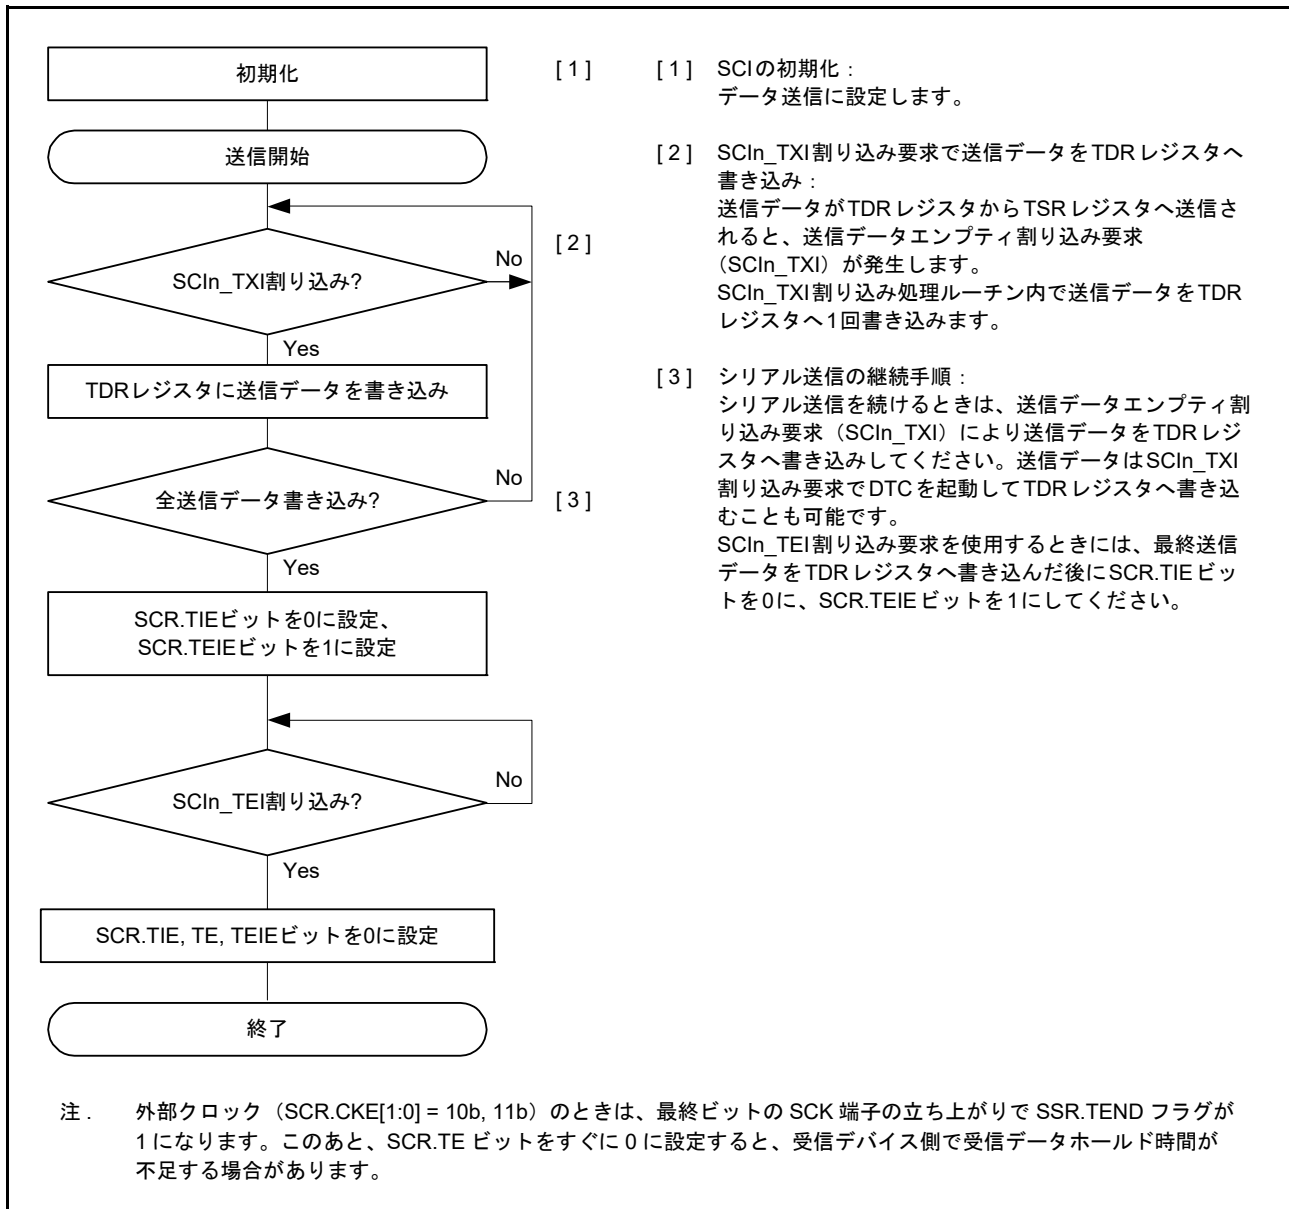 初期化
[ 1 ]
送信開始
[ 2 ]
SCIn_TXI割り込み?
No
Yes
TDRレジスタに送信データを書き込み
全送信データ書き込み?
No
[ 3 ]
Yes
SCR.TIEビットを0に設定、
SCR.TEIEビットを1に設定
SCIn_TEI割り込み?
No
Yes
SCR.TIE, TE, TEIEビットを0に設定
終了
[ 1 ] SCIの初期化：
データ送信に設定します。
[ 2 ] SCIn_TXI割り込み要求で送信データをTDRレジスタへ
書き込み：
送信データがTDRレジスタからTSRレジスタへ送信さ
れると、送信データエンプティ割り込み要求
（SCIn_TXI）が発生します。
SCIn_TXI割り込み処理ルーチン内で送信データをTDR
レジスタへ1回書き込みます。
[ 3 ] シリアル送信の継続手順：
シリアル送信を続けるときは、送信データエンプティ割
り込み要求（SCIn_TXI）により送信データをTDRレジ
スタへ書き込みしてください。送信データはSCIn_TXI
割り込み要求でDTCを起動してTDRレジスタへ書き込
むことも可能です。
SCIn_TEI割り込み要求を使用するときには、最終送信
データをTDRレジスタへ書き込んだ後にSCR.TIEビッ
トを0に、SCR.TEIEビットを1にしてください。
注． 外部クロック（SCR.CKE[1:0] = 10b, 11b）のときは、最終ビットの SCK 端子の立ち上がりで SSR.TEND フラグが
1 になります。このあと、SCR.TE ビットをすぐに 0 に設定すると、受信デバイス側で受信データホールド時間が
不足する場合があります。